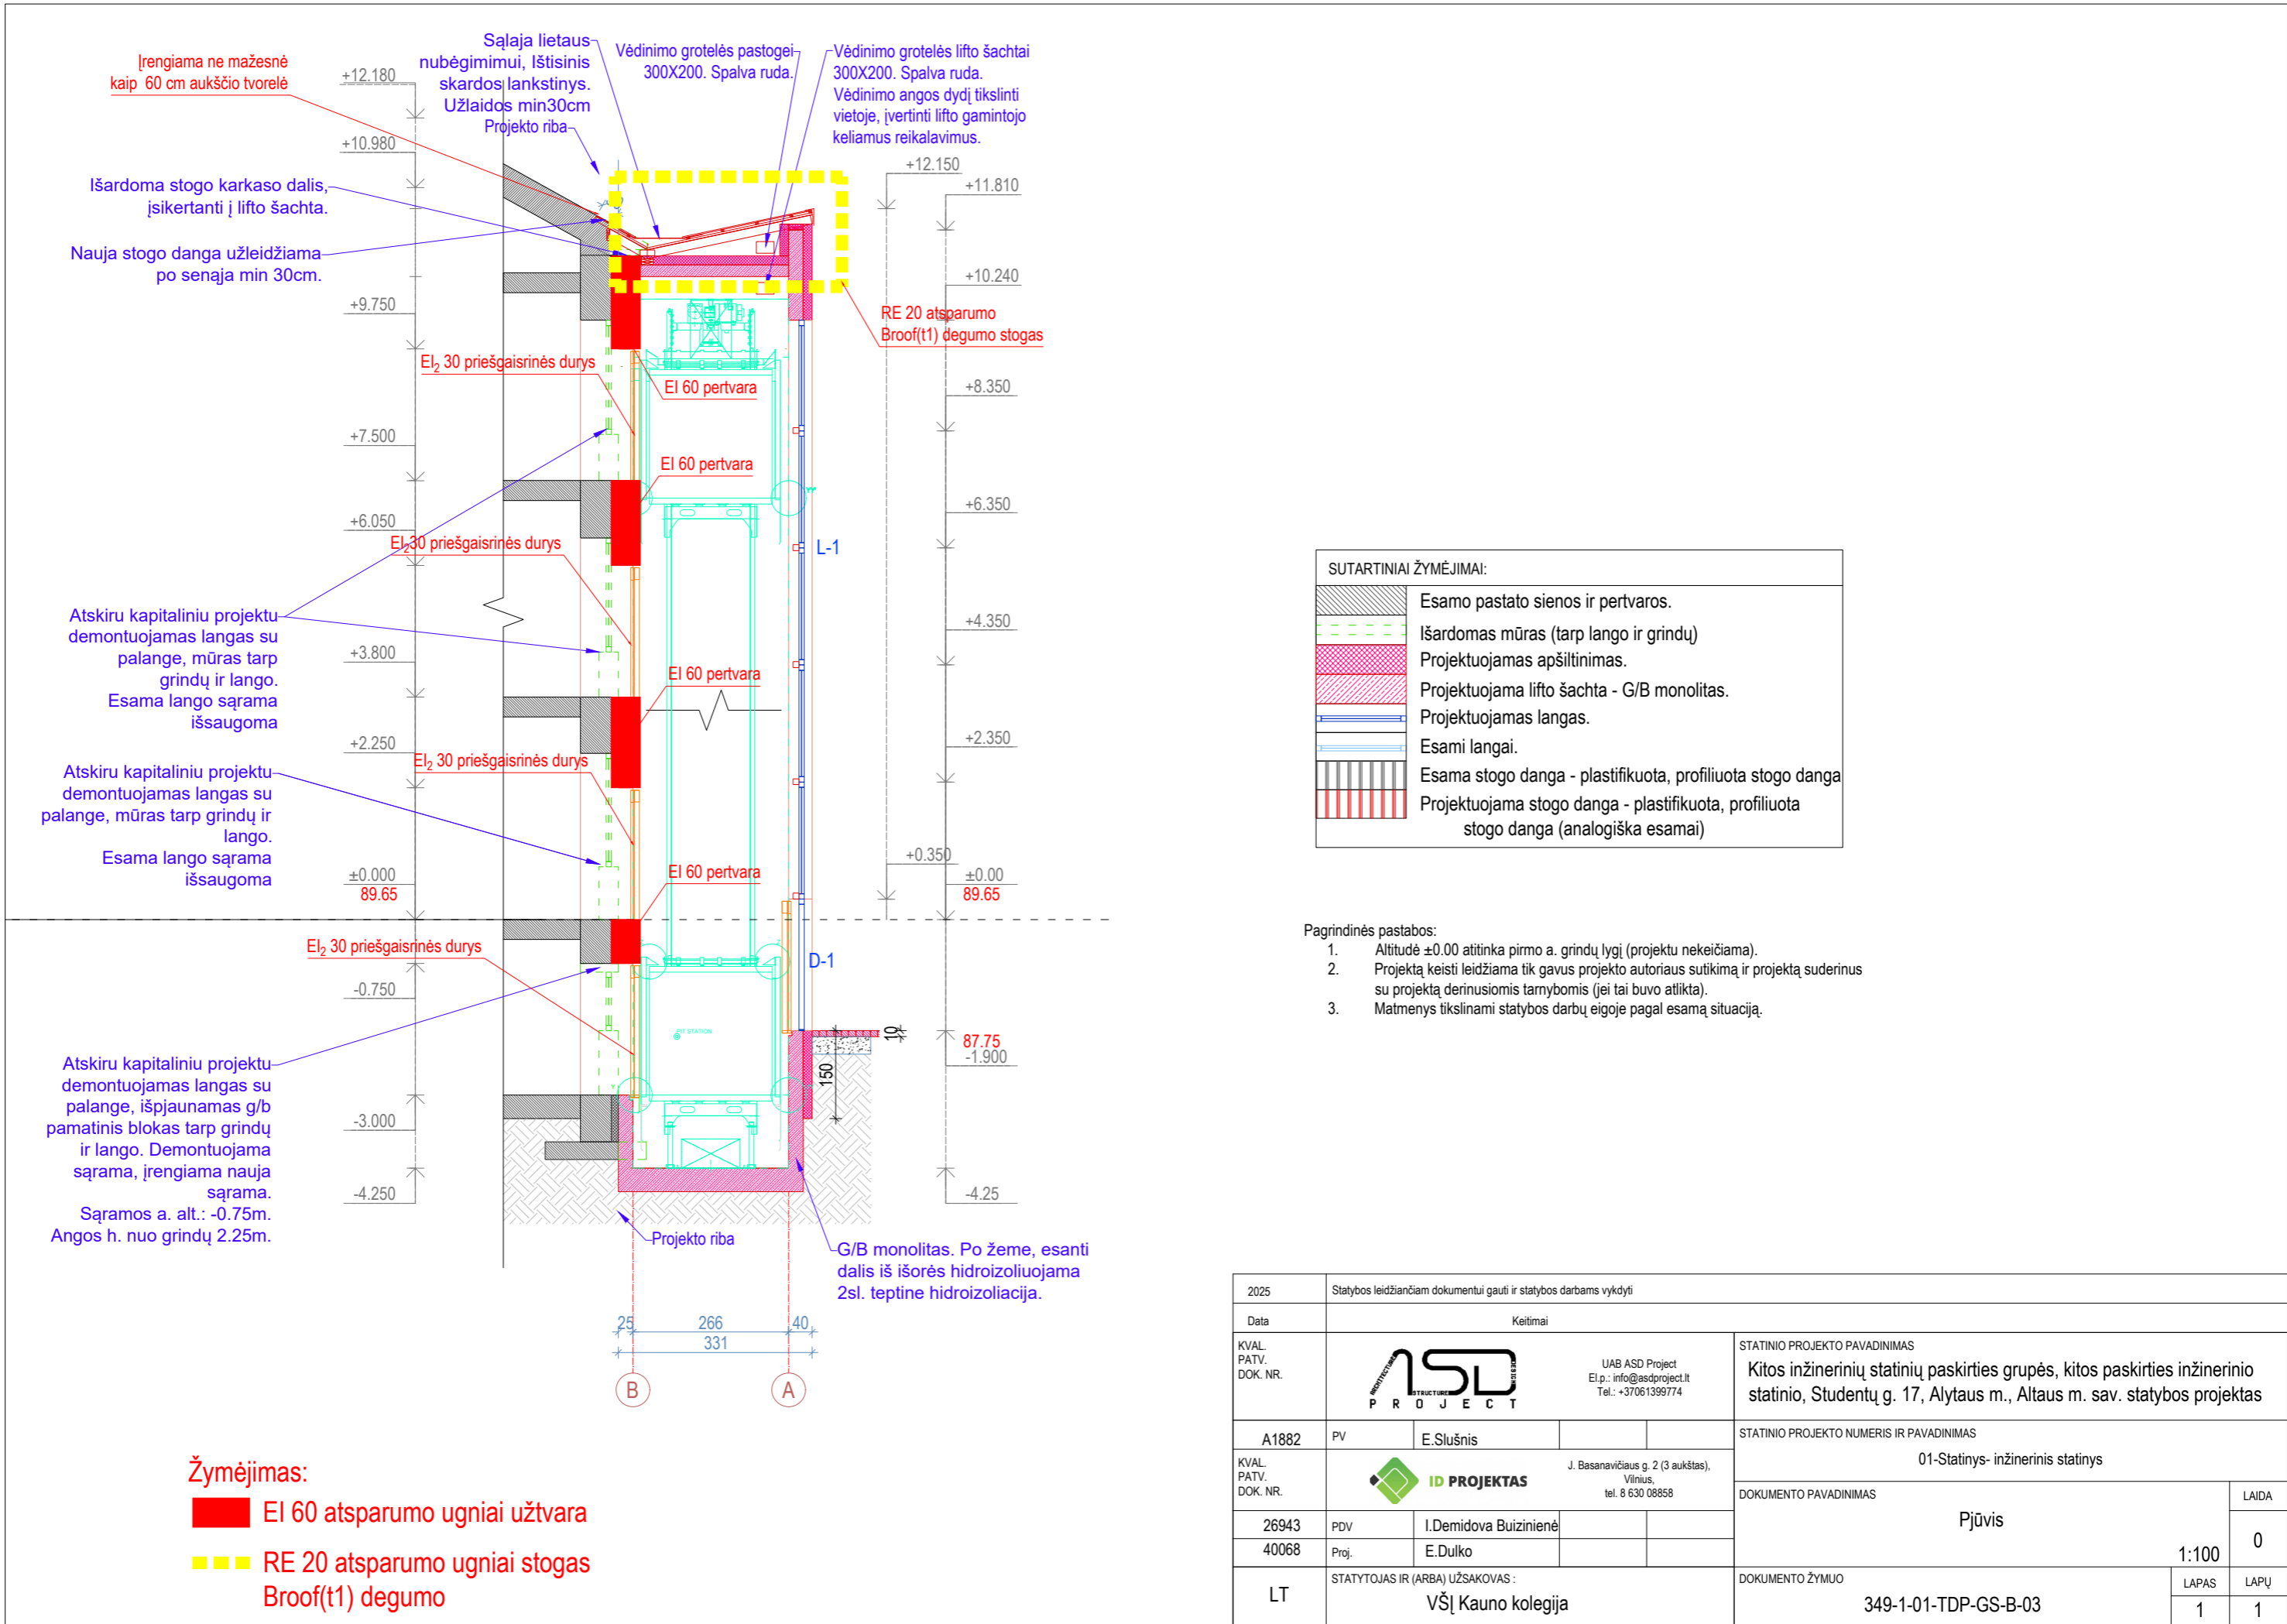 Įrengiama ne mažesnė
kaip 60 cm aukščio tvorelė
Sąlaja lietaus
nubėgimimui, Ištisinis
skardos lankstinys.
Užlaidos min30cm
Projekto riba
Vėdinimo grotelės pastogei
300X200. Spalva ruda.
Vėdinimo grotelės lifto šachtai
300X200. Spalva ruda.
Vėdinimo angos dydį tikslinti
vietoje, įvertinti lifto gamintojo
keliamus reikalavimus.
Išardoma stogo karkaso dalis,
įsikertanti į lifto šachta.
Nauja stogo danga užleidžiama
po senaja min 30cm.
+12.180
+10.980
+9.750
+7.500
+6.050
+3.800
+2.250
±0.000
89.65
-0.750
-3.000
-4.250
+12.150
+11.810
+10.240
RE 20 atsparumo
Broof(t1) degumo stogas
+8.350
+6.350
+4.350
+2.350
+0.350
±0.00
89.65
87.75
-1.900
-4.25
EI2 30 priešgaisrinės durys
EI 60 pertvara
EI 60 pertvara
EI2 30 priešgaisrinės durys
L-1
EI 60 pertvara
EI2 30 priešgaisrinės durys
EI 60 pertvara
EI2 30 priešgaisrinės durys
D-1
PIT STATION
10
150
Atskiru kapitaliniu projektu
demontuojamas langas su
palange, mūras tarp
grindų ir lango.
Esama lango sąrama
išsaugoma
Atskiru kapitaliniu projektu
demontuojamas langas su
palange, mūras tarp grindų ir
lango.
Esama lango sąrama
išsaugoma
Atskiru kapitaliniu projektu
demontuojamas langas su
palange, išpjaunamas g/b
pamatinis blokas tarp grindų
ir lango. Demontuojama
sąrama, įrengiama nauja
sąrama.
Sąramos a. alt.: -0.75m.
Angos h. nuo grindų 2.25m.
Projekto riba
G/B monolitas. Po žeme, esanti
dalis iš išorės hidroizoliuojama
2sl. teptine hidroizoliacija.
25 266 40
331
B A
Žymėjimas:
EI 60 atsparumo ugniai užtvara
RE 20 atsparumo ugniai stogas
Broof(t1) degumo
SUTARTINIAI ŽYMĖJIMAI:
Esamo pastato sienos ir pertvaros.
Išardomas mūras (tarp lango ir grindų)
Projektuojamas apšiltinimas.
Projektuojama lifto šachta - G/B monolitas.
Projektuojamas langas.
Esami langai.
Esama stogo danga - plastifikuota, profiliuota stogo danga
Projektuojama stogo danga - plastifikuota, profiliuota
stogo danga (analogiška esamai)
Pagrindinės pastabos:
1. Altitudė ±0.00 atitinka pirmo a. grindų lygį (projektu nekeičiama).
2. Projektą keisti leidžiama tik gavus projekto autoriaus sutikimą ir projektą suderinus
su projektą derinusiomis tarnybomis (jei tai buvo atlikta).
3. Matmenys tikslinami statybos darbų eigoje pagal esamą situaciją.
2025 Statybos leidžiančiam dokumentui gauti ir statybos darbams vykdyti
Data Keitimai
KVAL.
PATV.
DOK. NR.
ARCHITECTURE ASD DESIGN
STRUCTURE
PROJECT
UAB ASD Project
El.p.: info@asdproject.lt
Tel.: +37061399774
STATINIO PROJEKTO PAVADINIMAS
Kitos inžinerinių statinių paskirties grupės, kitos paskirties inžinerinio
statinio, Studentų g. 17, Alytaus m., Altaus m. sav. statybos projektas
A1882 PV E.Slušnis
STATINIO PROJEKTO NUMERIS IR PAVADINIMAS
01-Statinys- inžinerinis statinys
KVAL.
PATV.
DOK. NR.
ID PROJEKTAS
J. Basanavičiaus g. 2 (3 aukštas),
Vilnius,
tel. 8 630 08858
DOKUMENTO PAVADINIMAS
Pjūvis
1:100
LAIDA
0
26943 PDV I.Demidova Buizinienė
40068 Proj. E.Dulko
LT
STATYTOJAS IR (ARBA) UŽSAKOVAS :
VŠĮ Kauno kolegija
DOKUMENTO ŽYMUO
349-1-01-TDP-GS-B-03
LAPAS LAPŲ
1 1